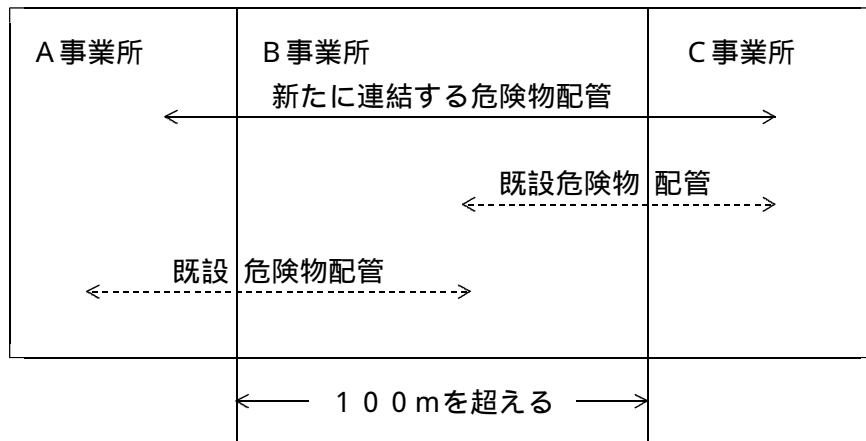 Ａ事業所
Ｂ事業所
Ｃ事業所
新たに連結する危険物配管
既設危険物 配管
既設 危険物配管
１００ｍを超える